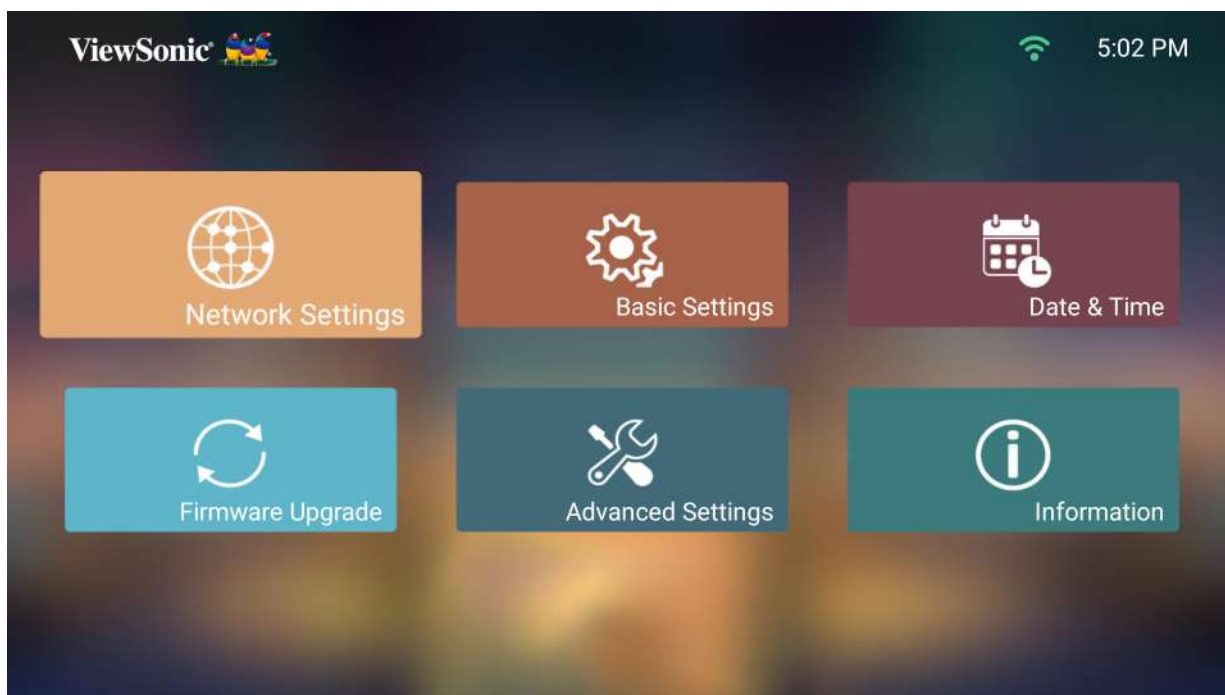 ViewSonic®
5:02 PM
Network Settings
Basic Settings
Date & Time
Firmware Upgrade
Advanced Settings
Information